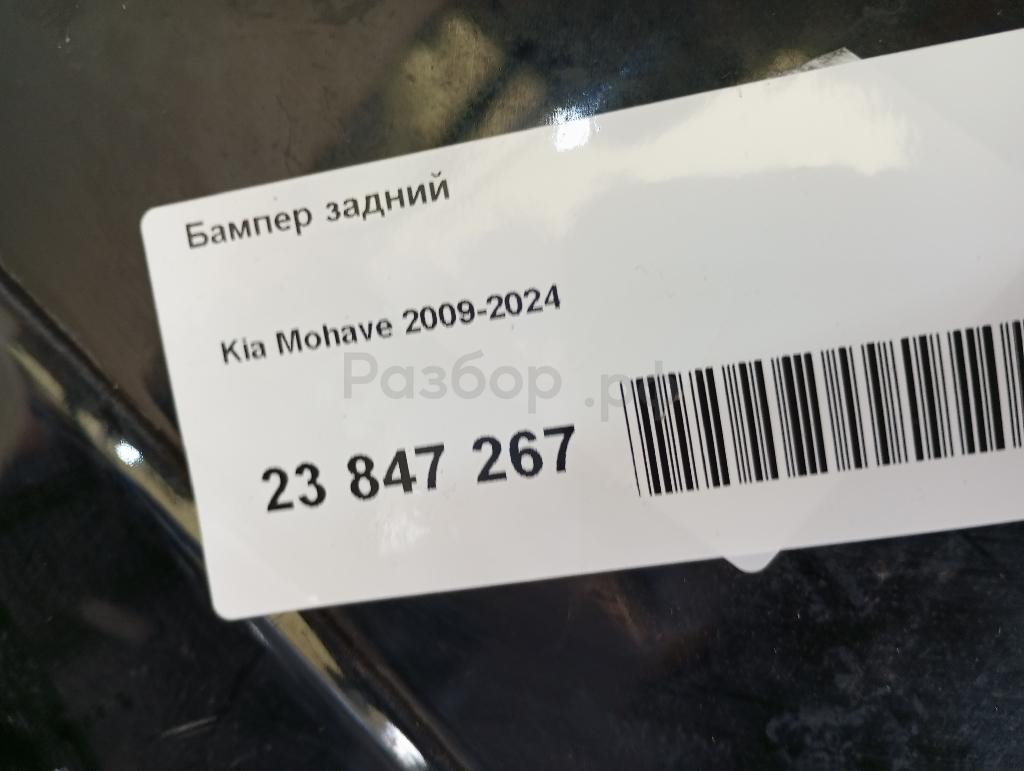 Бампер задний
Kia Mohave 2009-2024
Разбор.рф
23 847 267